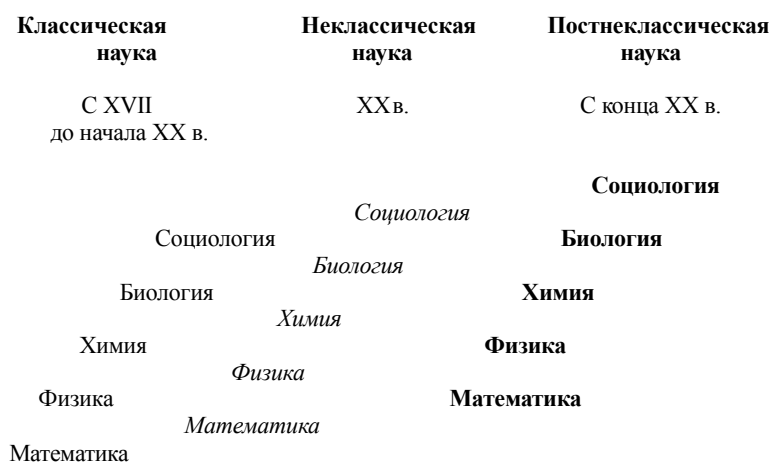 Классическая Неклассическая Постнеклассическая
наука наука наука
С XVII XX в. С конца XX в.
до начала XX в.
Социология
Социология
Социология Биология
Биология
Биология Химия
Химия
Химия Физика
Физика
Физика Математика
Математика
Математика